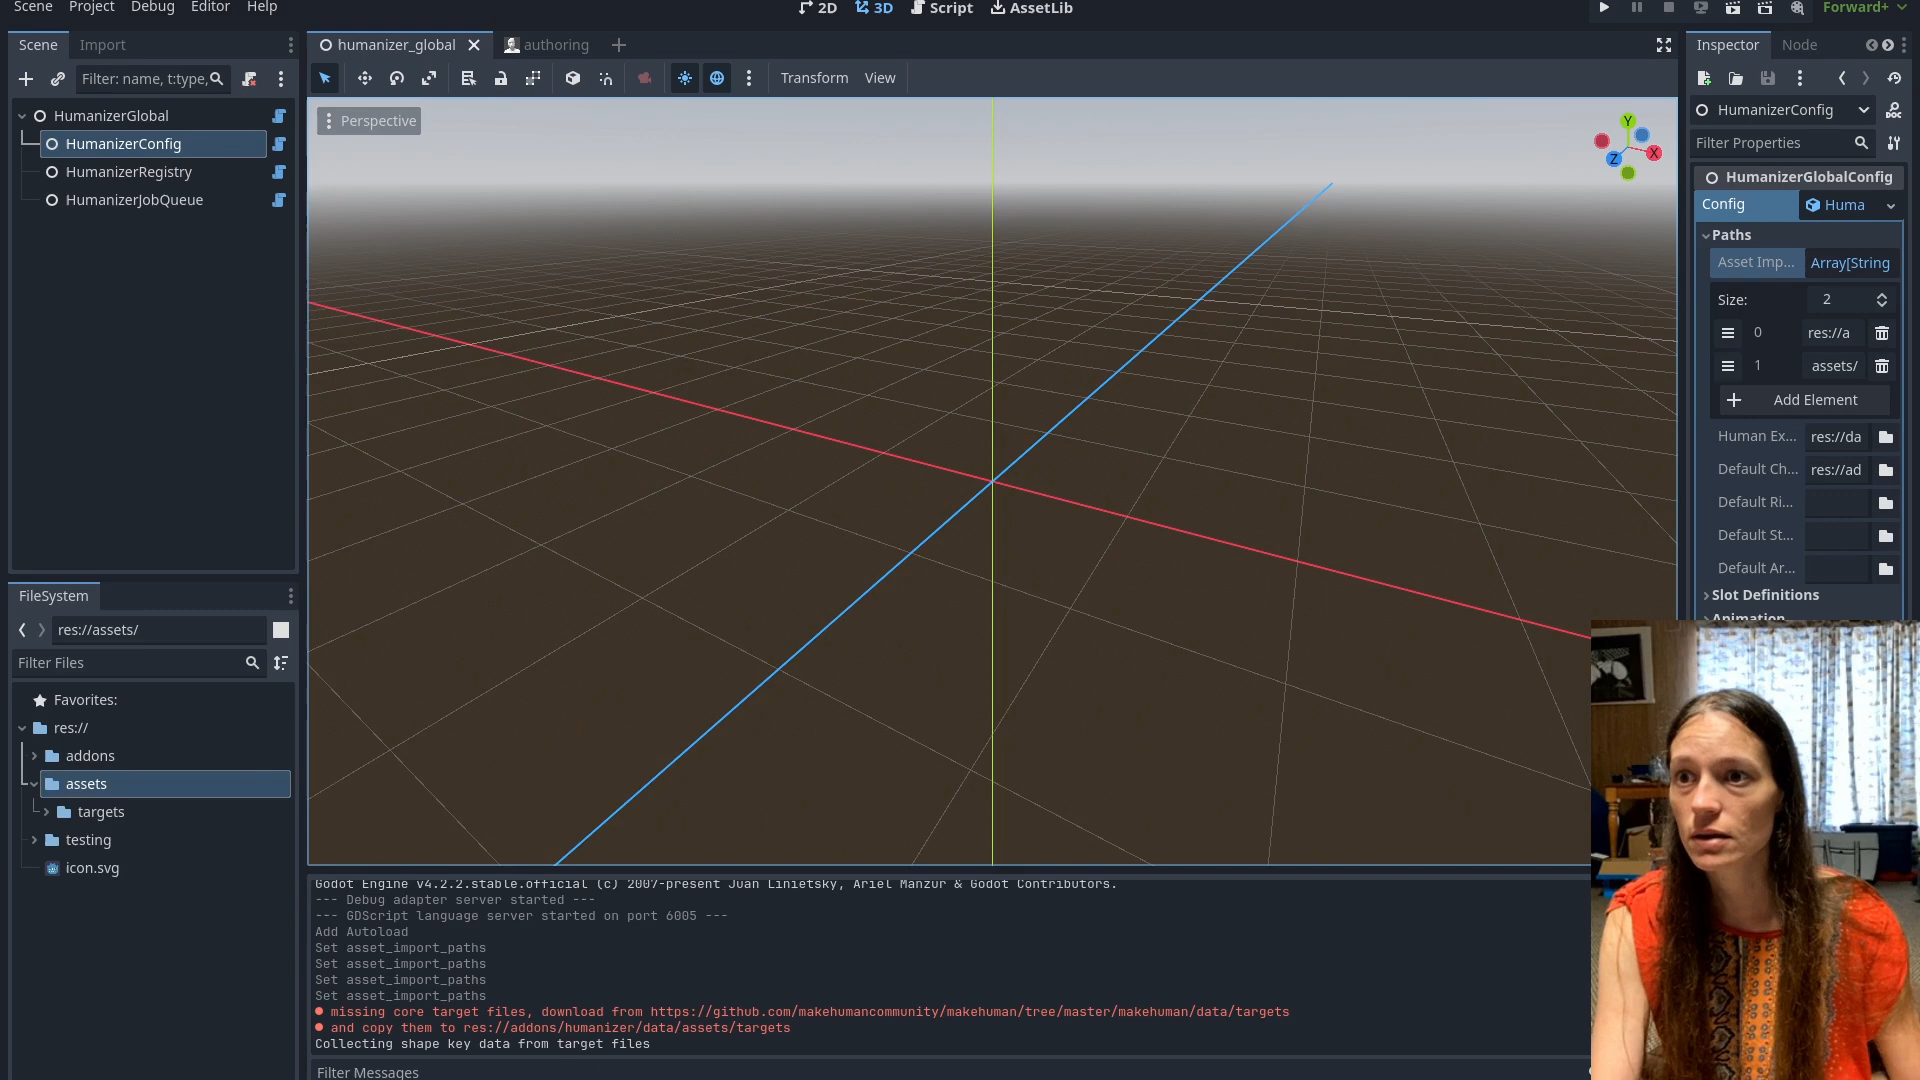 Scene Project Debug Editor Help
2D 3D Script AssetLib
Forward+
Scene Import
Filter: name, t:type,
HumanizerGlobal
HumanizerConfig
HumanizerRegistry
HumanizerJobQueue
FileSystem
res://assets/
Filter Files
Favorites:
res://
addons
assets
targets
testing
icon.svg
humanizer_global authoring
Transform View
Perspective
Y
X
Z
Godot Engine v4.2.2.stable.official (c) 2007-present Juan Linietsky, Ariel Manzur & Godot Contributors.
--- Debug adapter server started ---
--- GDScript language server started on port 6005 ---
Add Autoload
Set asset_import_paths
Set asset_import_paths
Set asset_import_paths
Set asset_import_paths
missing core target files, download from https://github.com/makehumancommunity/makehuman/tree/master/makehuman/data/targets
and copy them to res://addons/humanizer/data/assets/targets
Collecting shape key data from target files
Filter Messages
Inspector Node
HumanizerConfig
DOC
Filter Properties
HumanizerGlobalConfig
Config Huma
Paths
Asset Imp... Array[String
Size: 2
0 res://a
1 assets/
Add Element
Human Ex... res://da
Default Ch... res://ad
Default Ri...
Default St...
Default Ar...
Slot Definitions
Animation